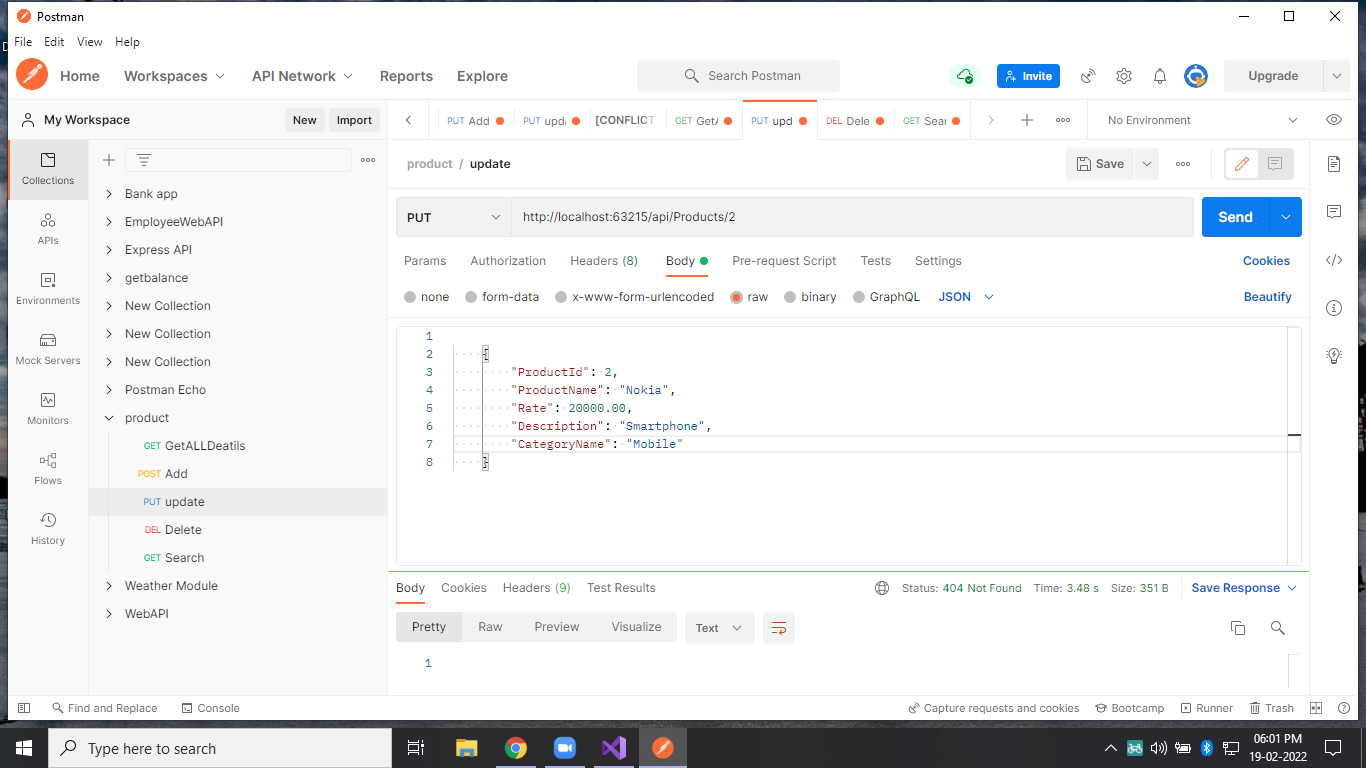 Postman
File Edit View Help
Home Workspaces API Network Reports Explore Search Postman Invite Upgrade
My Workspace New Import PUT Add PUT upda [CONFLICT GET GetA PUT upd DEL Dele GET Sear No Environment
product / update Save
Collections
Bank app
EmployeeWebAPI
Express API
getbalance
New Collection
New Collection
New Collection
Postman Echo
product
GET GetALLDeatils
POST Add
PUT update
DEL Delete
GET Search
Weather Module
WebAPI
APIs
Environments
Mock Servers
Monitors
Flows
History
PUT http://localhost:63215/api/Products/2 Send
Params Authorization Headers (8) Body Pre-request Script Tests Settings Cookies
none form-data x-www-form-urlencoded raw binary GraphQL JSON Beautify
1
2 {
3 "ProductId": 2,
4 "ProductName": "Nokia",
5 "Rate": 20000.00,
6 "Description": "Smartphone",
7 "CategoryName": "Mobile"
8 }
Body Cookies Headers (9) Test Results Status: 404 Not Found Time: 3.48 s Size: 351 B Save Response
Pretty Raw Preview Visualize Text
1
Find and Replace Console Capture requests and cookies Bootcamp Runner Trash
Type here to search
06:01 PM
19-02-2022